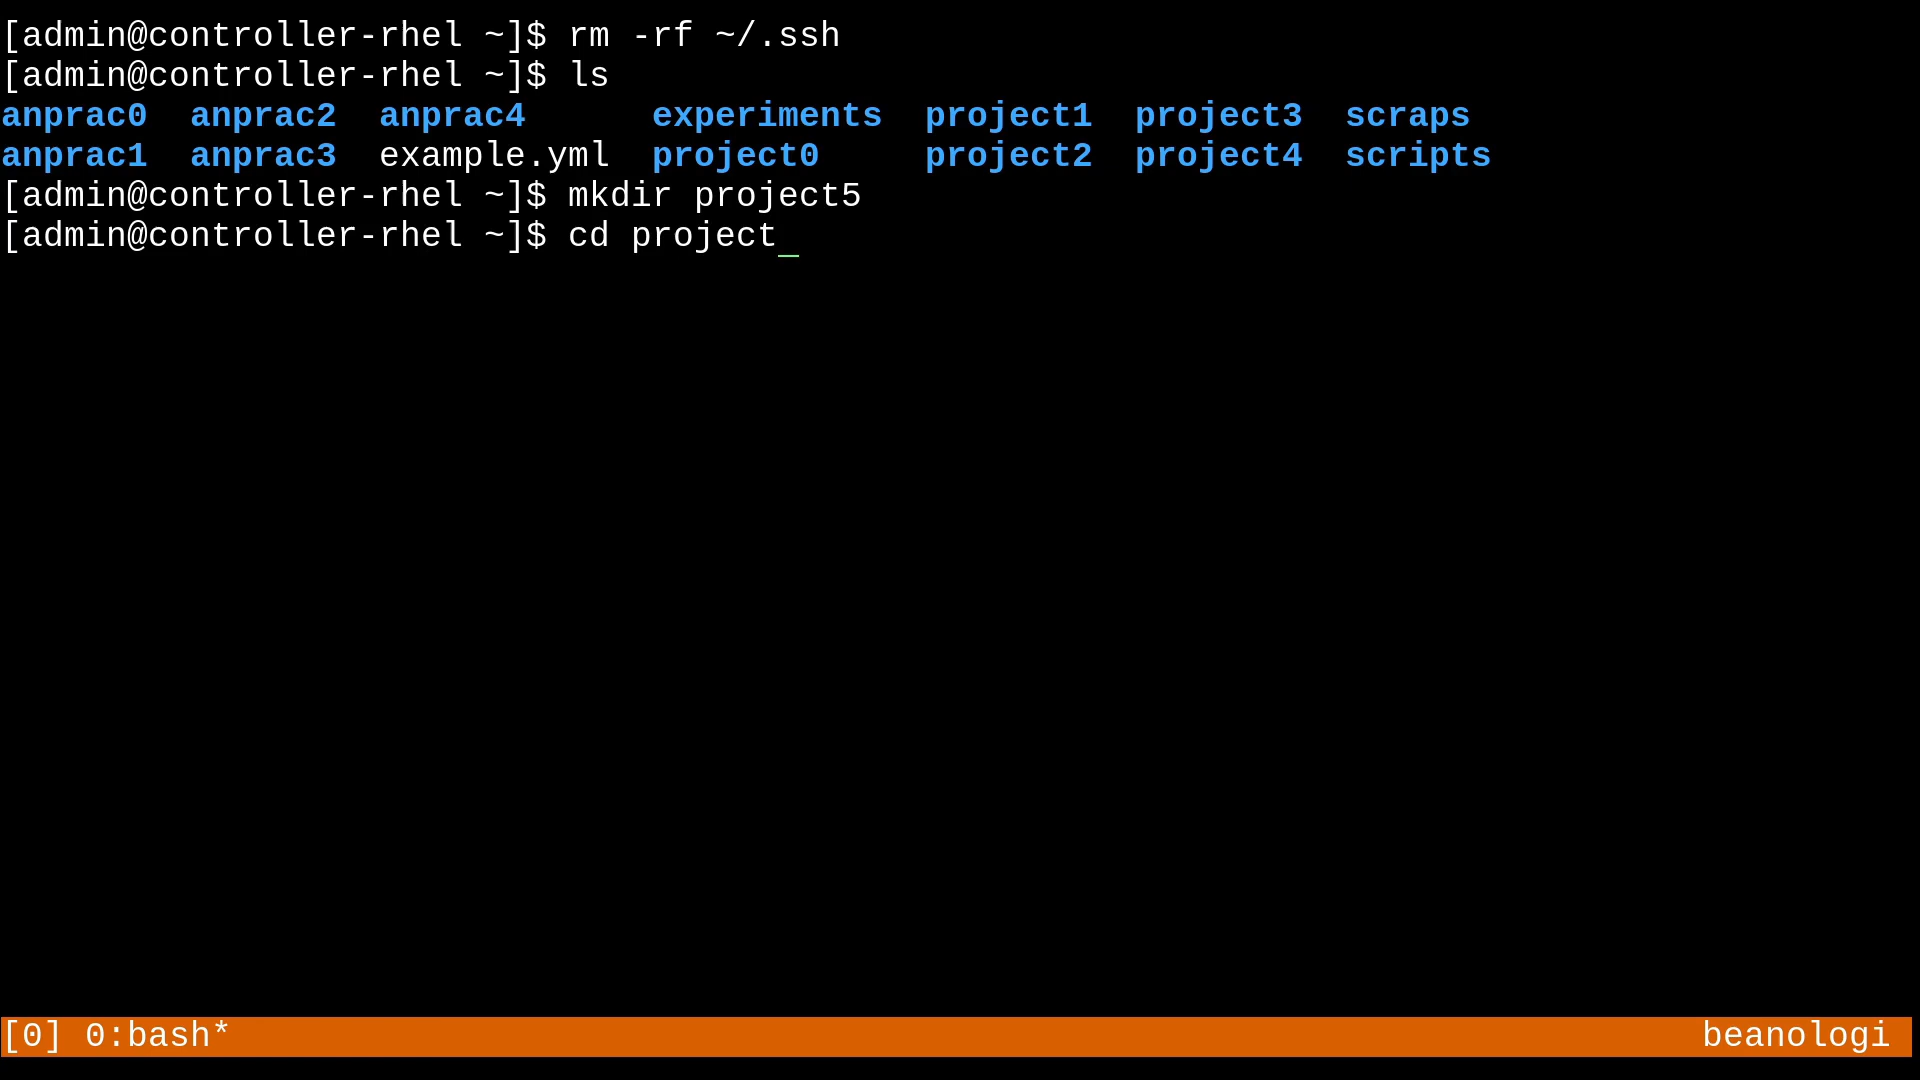 [admin@controller-rhel ~]$ rm -rf ~/.ssh
[admin@controller-rhel ~]$ ls
anprac0  anprac2  anprac4      experiments  project1  project3  scraps
anprac1  anprac3  example.yml  project0     project2  project4  scripts
[admin@controller-rhel ~]$ mkdir project5
[admin@controller-rhel ~]$ cd project_
[0] 0:bash*  beanologi